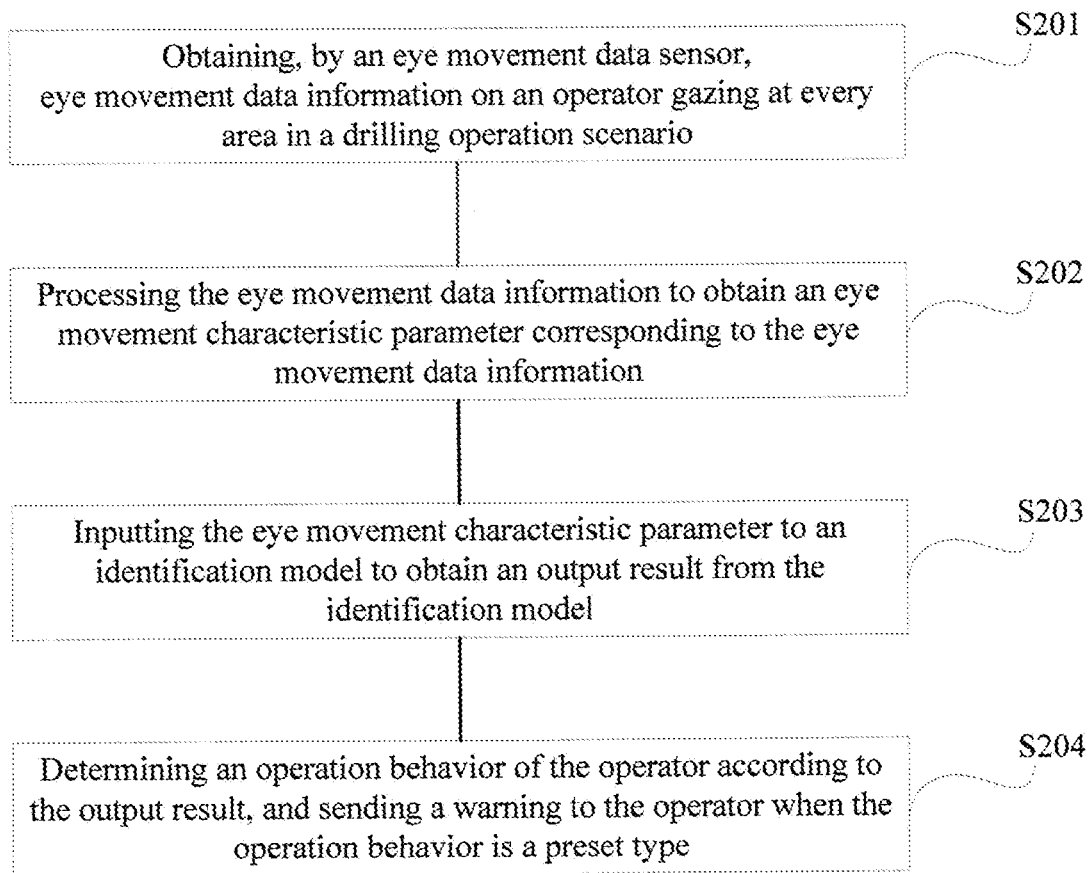 S201
Obtaining, by an eye movement data sensor,
eye movement data information on an operator gazing at every
area in a drilling operation scenario
S202
Processing the eye movement data information to obtain an eye
movement characteristic parameter corresponding to the eye
movement data information
S203
Inputting the eye movement characteristic parameter to an
identification model to obtain an output result from the
identification model
S204
Determining an operation behavior of the operator according to
the output result, and sending a warning to the operator when the
operation behavior is a preset type